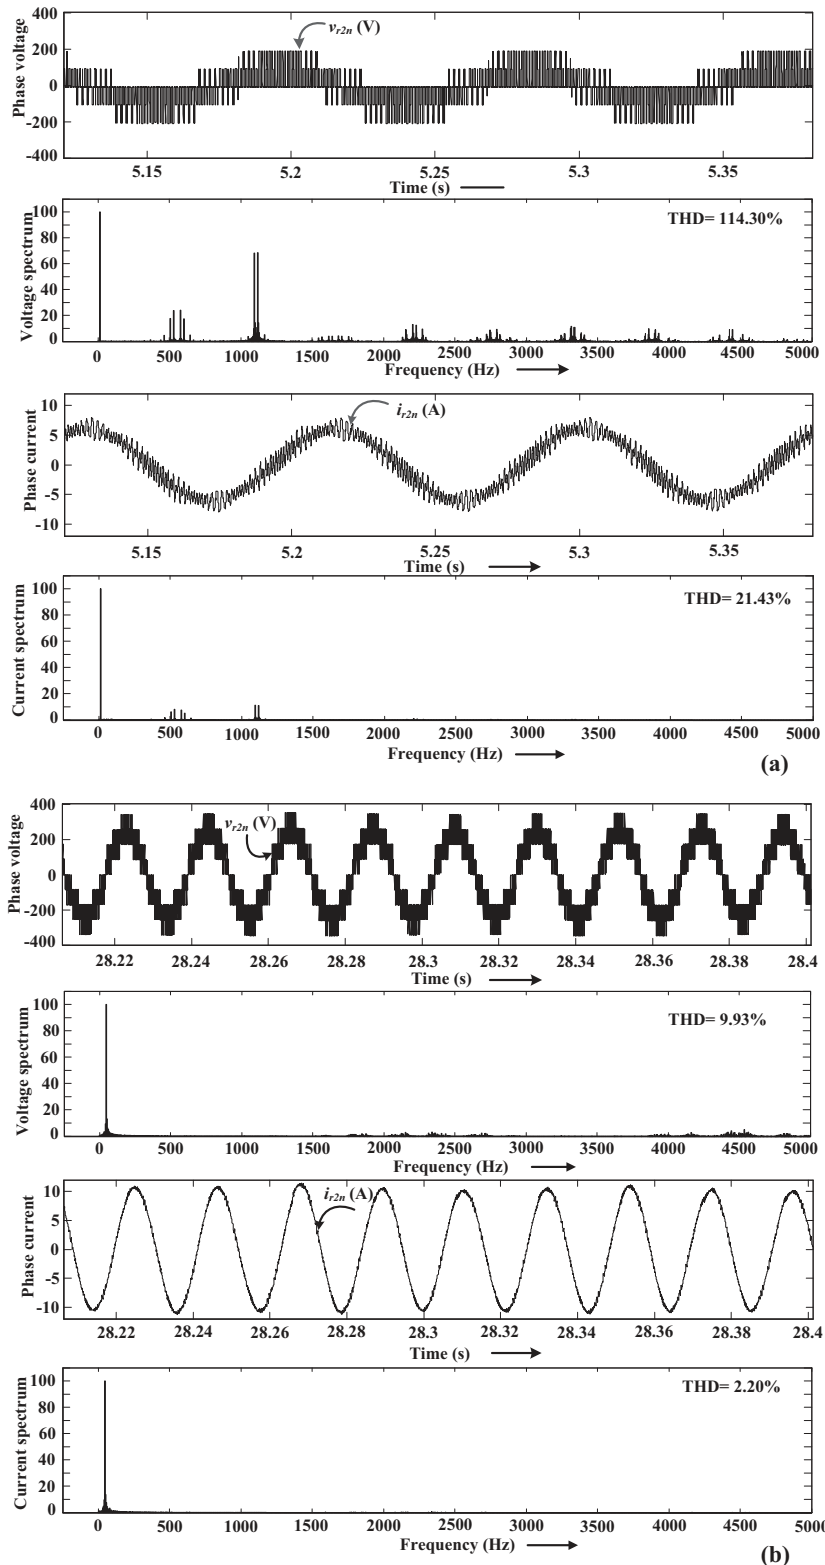 Phase voltage
400
200
0
-200
-400
v_{r2n} (V)
5.15 5.2 5.25 5.3 5.35
Time (s)
Voltage spectrum
100
80
60
40
20
0
THD= 114.30%
0 500 1000 1500 2000 2500 3000 3500 4000 4500 5000
Frequency (Hz)
Phase current
10
5
0
-5
-10
i_{r2n} (A)
5.15 5.2 5.25 5.3 5.35
Time (s)
Current spectrum
100
80
60
40
20
0
THD= 21.43%
0 500 1000 1500 2000 2500 3000 3500 4000 4500 5000
Frequency (Hz)
(a)
Phase voltage
400
200
0
-200
-400
v_{r2n} (V)
28.22 28.24 28.26 28.28 28.3 28.32 28.34 28.36 28.38 28.4
Time (s)
Voltage spectrum
100
80
60
40
20
0
THD= 9.93%
0 500 1000 1500 2000 2500 3000 3500 4000 4500 5000
Frequency (Hz)
Phase current
10
5
0
-5
-10
i_{r2n} (A)
28.22 28.24 28.26 28.28 28.3 28.32 28.34 28.36 28.38 28.4
Time (s)
Current spectrum
100
80
60
40
20
0
THD= 2.20%
0 500 1000 1500 2000 2500 3000 3500 4000 4500 5000
Frequency (Hz)
(b)